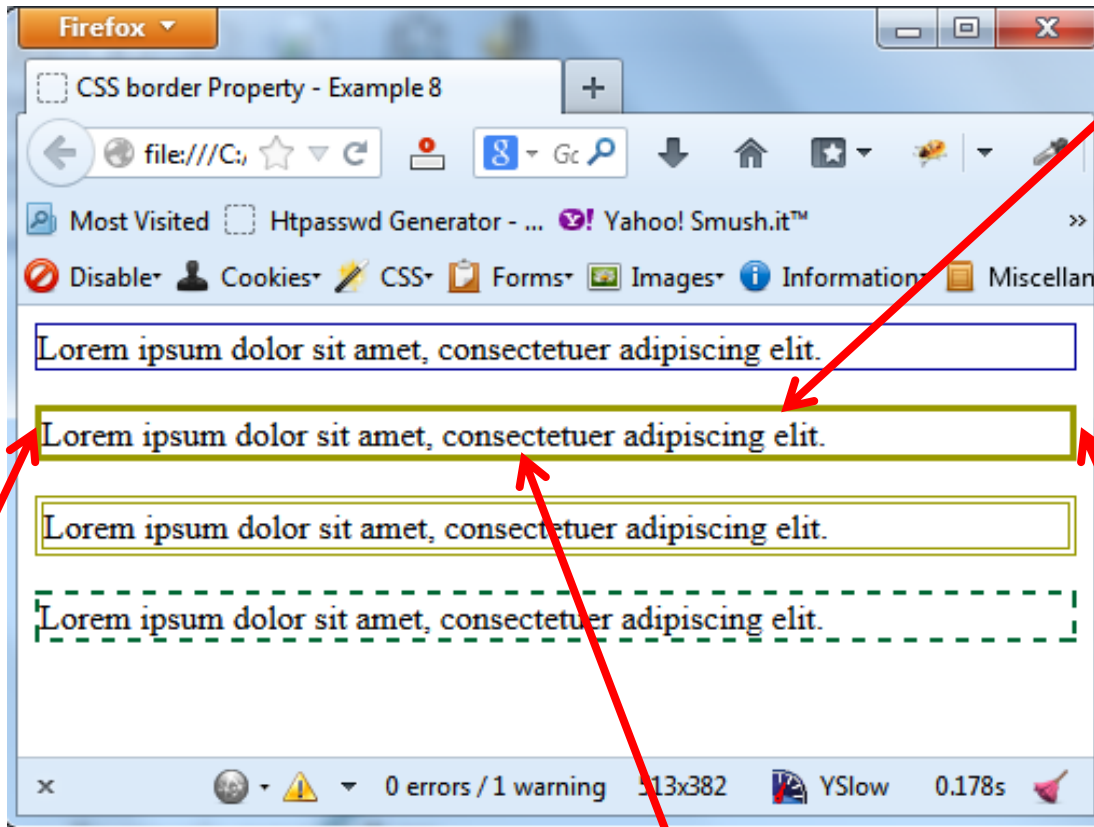 Firefox
CSS border Property - Example 8
file:///C:/
8 Gc
Most Visited Htpasswd Generator - ... Yahoo! Smush.it™ »
Disable Cookies CSS Forms Images Information Miscellan
Lorem ipsum dolor sit amet, consectetuer adipiscing elit.
Lorem ipsum dolor sit amet, consectetuer adipiscing elit.
Lorem ipsum dolor sit amet, consectetuer adipiscing elit.
Lorem ipsum dolor sit amet, consectetuer adipiscing elit.
x 0 errors / 1 warning 513x382 YSlow 0.178s